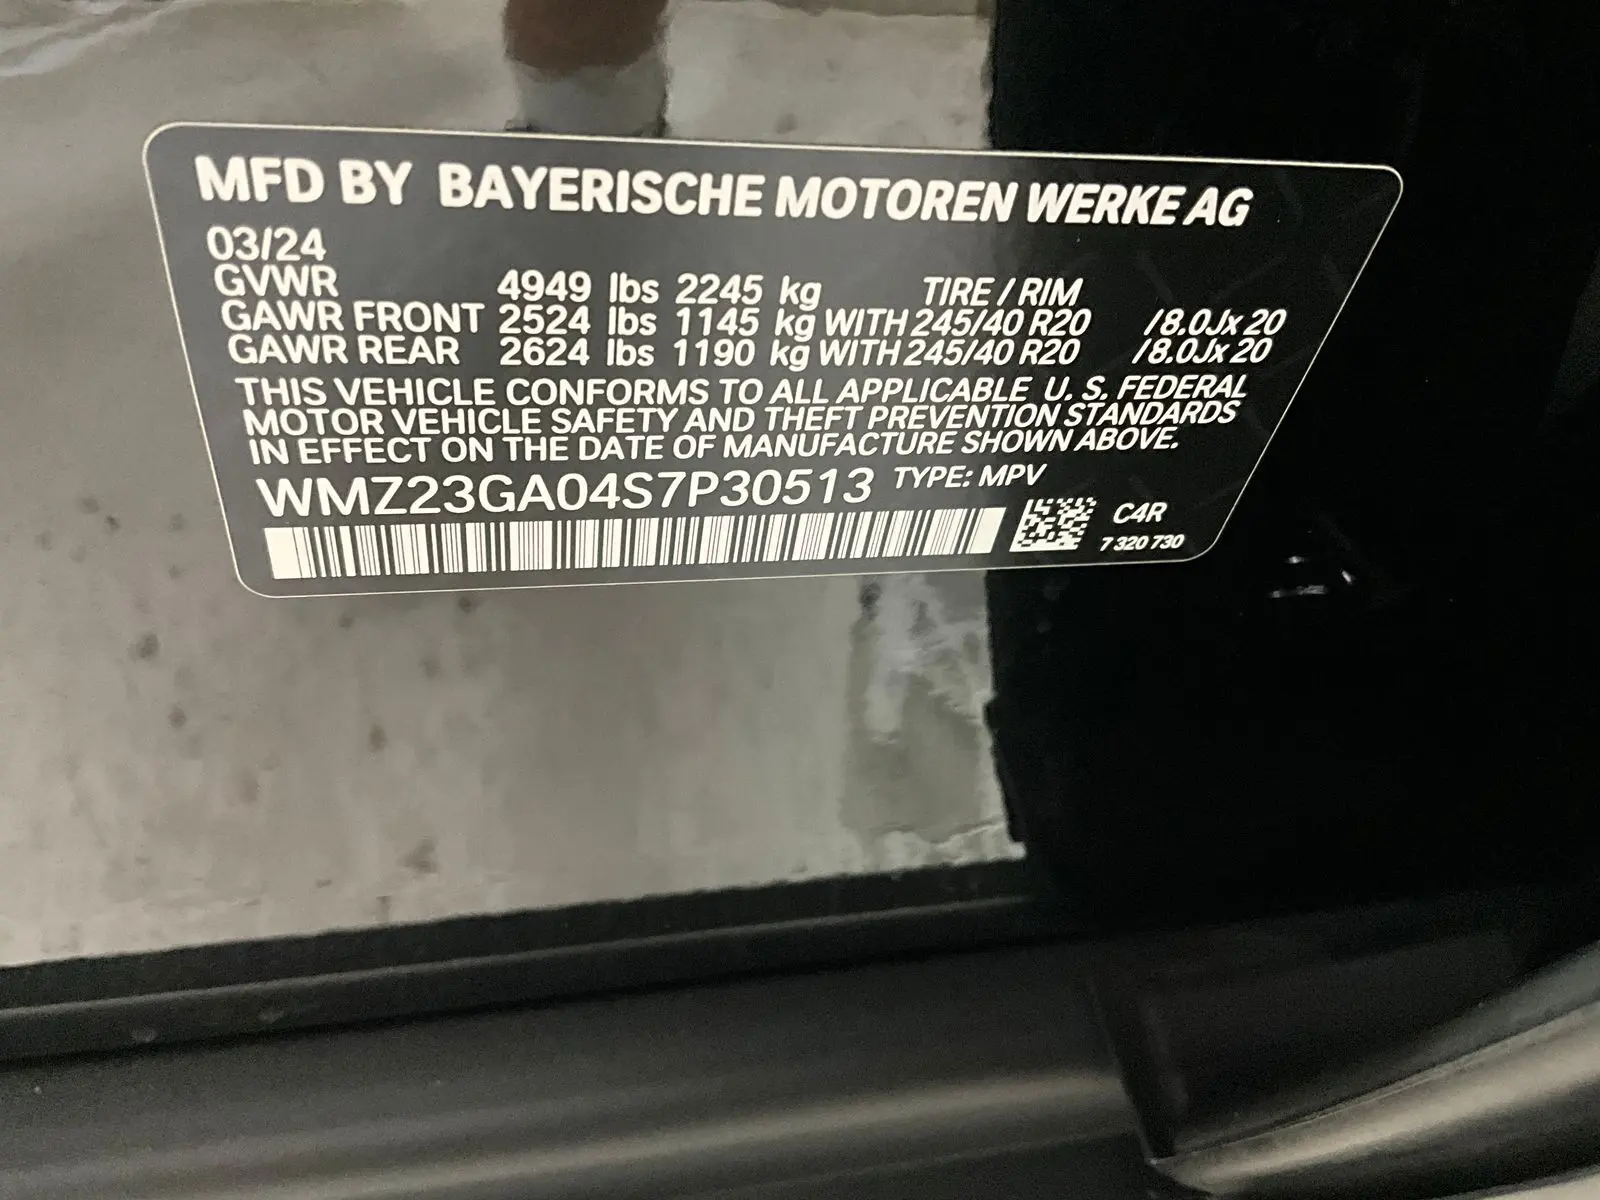 MFD BY BAYERISCHE MOTOREN WERKE AG
03/24
GVWR 4949 lbs 2245 kg TIRE / RIM
GAWR FRONT 2524 lbs 1145 kg WITH 245/40 R20 /8.0Jx20
GAWR REAR 2624 lbs 1190 kg WITH 245/40 R20 /8.0Jx20
THIS VEHICLE CONFORMS TO ALL APPLICABLE U. S. FEDERAL
MOTOR VEHICLE SAFETY AND THEFT PREVENTION STANDARDS
IN EFFECT ON THE DATE OF MANUFACTURE SHOWN ABOVE.
WMZ23GA04S7P30513 TYPE: MPV
C4R
7 320 730